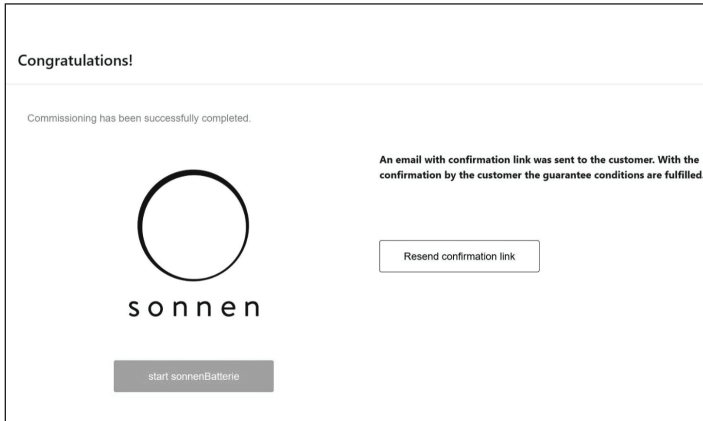 Congratulations!
Commissioning has been successfully completed.
An email with confirmation link was sent to the customer. With the
confirmation by the customer the guarantee conditions are fulfilled.
Resend confirmation link
sonnen
start sonnenBatterie